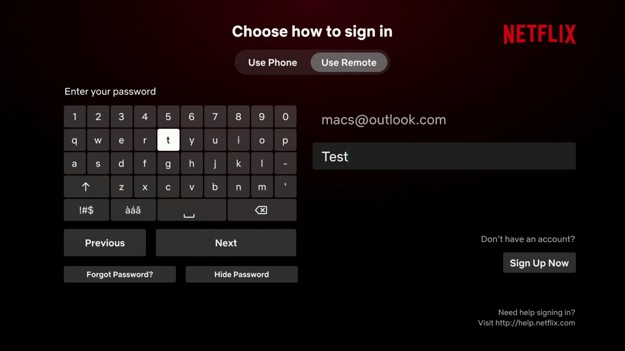 Choose how to sign in
NETFLIX
Use Phone Use Remote
Enter your password
1 2 3 4 5 6 7 8 9 0
q w e r t y u i o p
a s d f g h j k l -
z x c v b n m '
!#$ àáâ
Previous Next
Forgot Password? Hide Password
macs@outlook.com
Test
Don't have an account?
Sign Up Now
Need help signing in?
Visit http://help.netflix.com